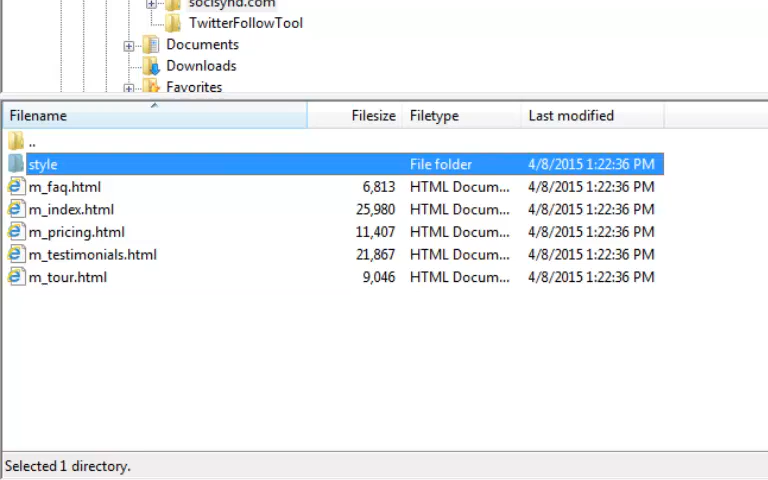 socisynd.com
TwitterFollowTool
Documents
Downloads
Favorites
Filename Filesize Filetype Last modified
..
style File folder 4/8/2015 1:22:36 PM
m_faq.html 6,813 HTML Docum... 4/8/2015 1:22:36 PM
m_index.html 25,980 HTML Docum... 4/8/2015 1:22:36 PM
m_pricing.html 11,407 HTML Docum... 4/8/2015 1:22:36 PM
m_testimonials.html 21,867 HTML Docum... 4/8/2015 1:22:36 PM
m_tour.html 9,046 HTML Docum... 4/8/2015 1:22:36 PM
Selected 1 directory.